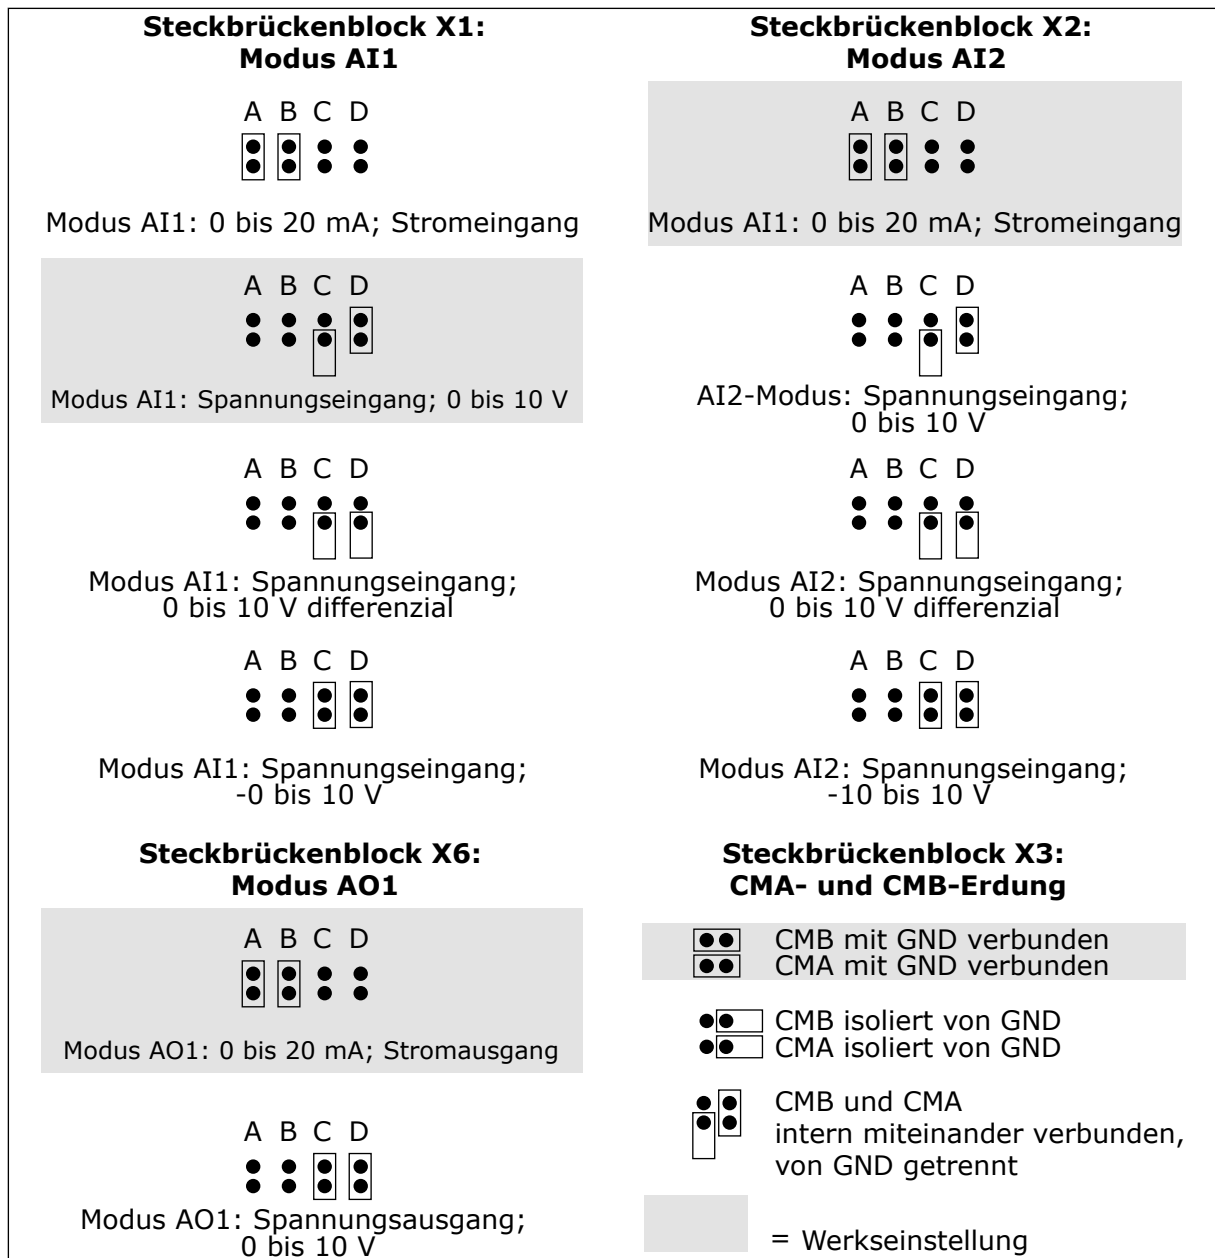 Steckbrückenblock X1:
Modus AI1
A B C D
Modus AI1: 0 bis 20 mA; Stromeingang
A B C D
Modus AI1: Spannungseingang; 0 bis 10 V
A B C D
Modus AI1: Spannungseingang;
0 bis 10 V differenzial
A B C D
Modus AI1: Spannungseingang;
-0 bis 10 V
Steckbrückenblock X2:
Modus AI2
A B C D
Modus AI1: 0 bis 20 mA; Stromeingang
A B C D
AI2-Modus: Spannungseingang;
0 bis 10 V
A B C D
Modus AI2: Spannungseingang;
0 bis 10 V differenzial
A B C D
Modus AI2: Spannungseingang;
-10 bis 10 V
Steckbrückenblock X6:
Modus AO1
A B C D
Modus AO1: 0 bis 20 mA; Stromausgang
A B C D
Modus AO1: Spannungsausgang;
0 bis 10 V
Steckbrückenblock X3:
CMA- und CMB-Erdung
CMB mit GND verbunden
CMA mit GND verbunden
CMB isoliert von GND
CMA isoliert von GND
CMB und CMA
intern miteinander verbunden,
von GND getrennt
= Werkseinstellung